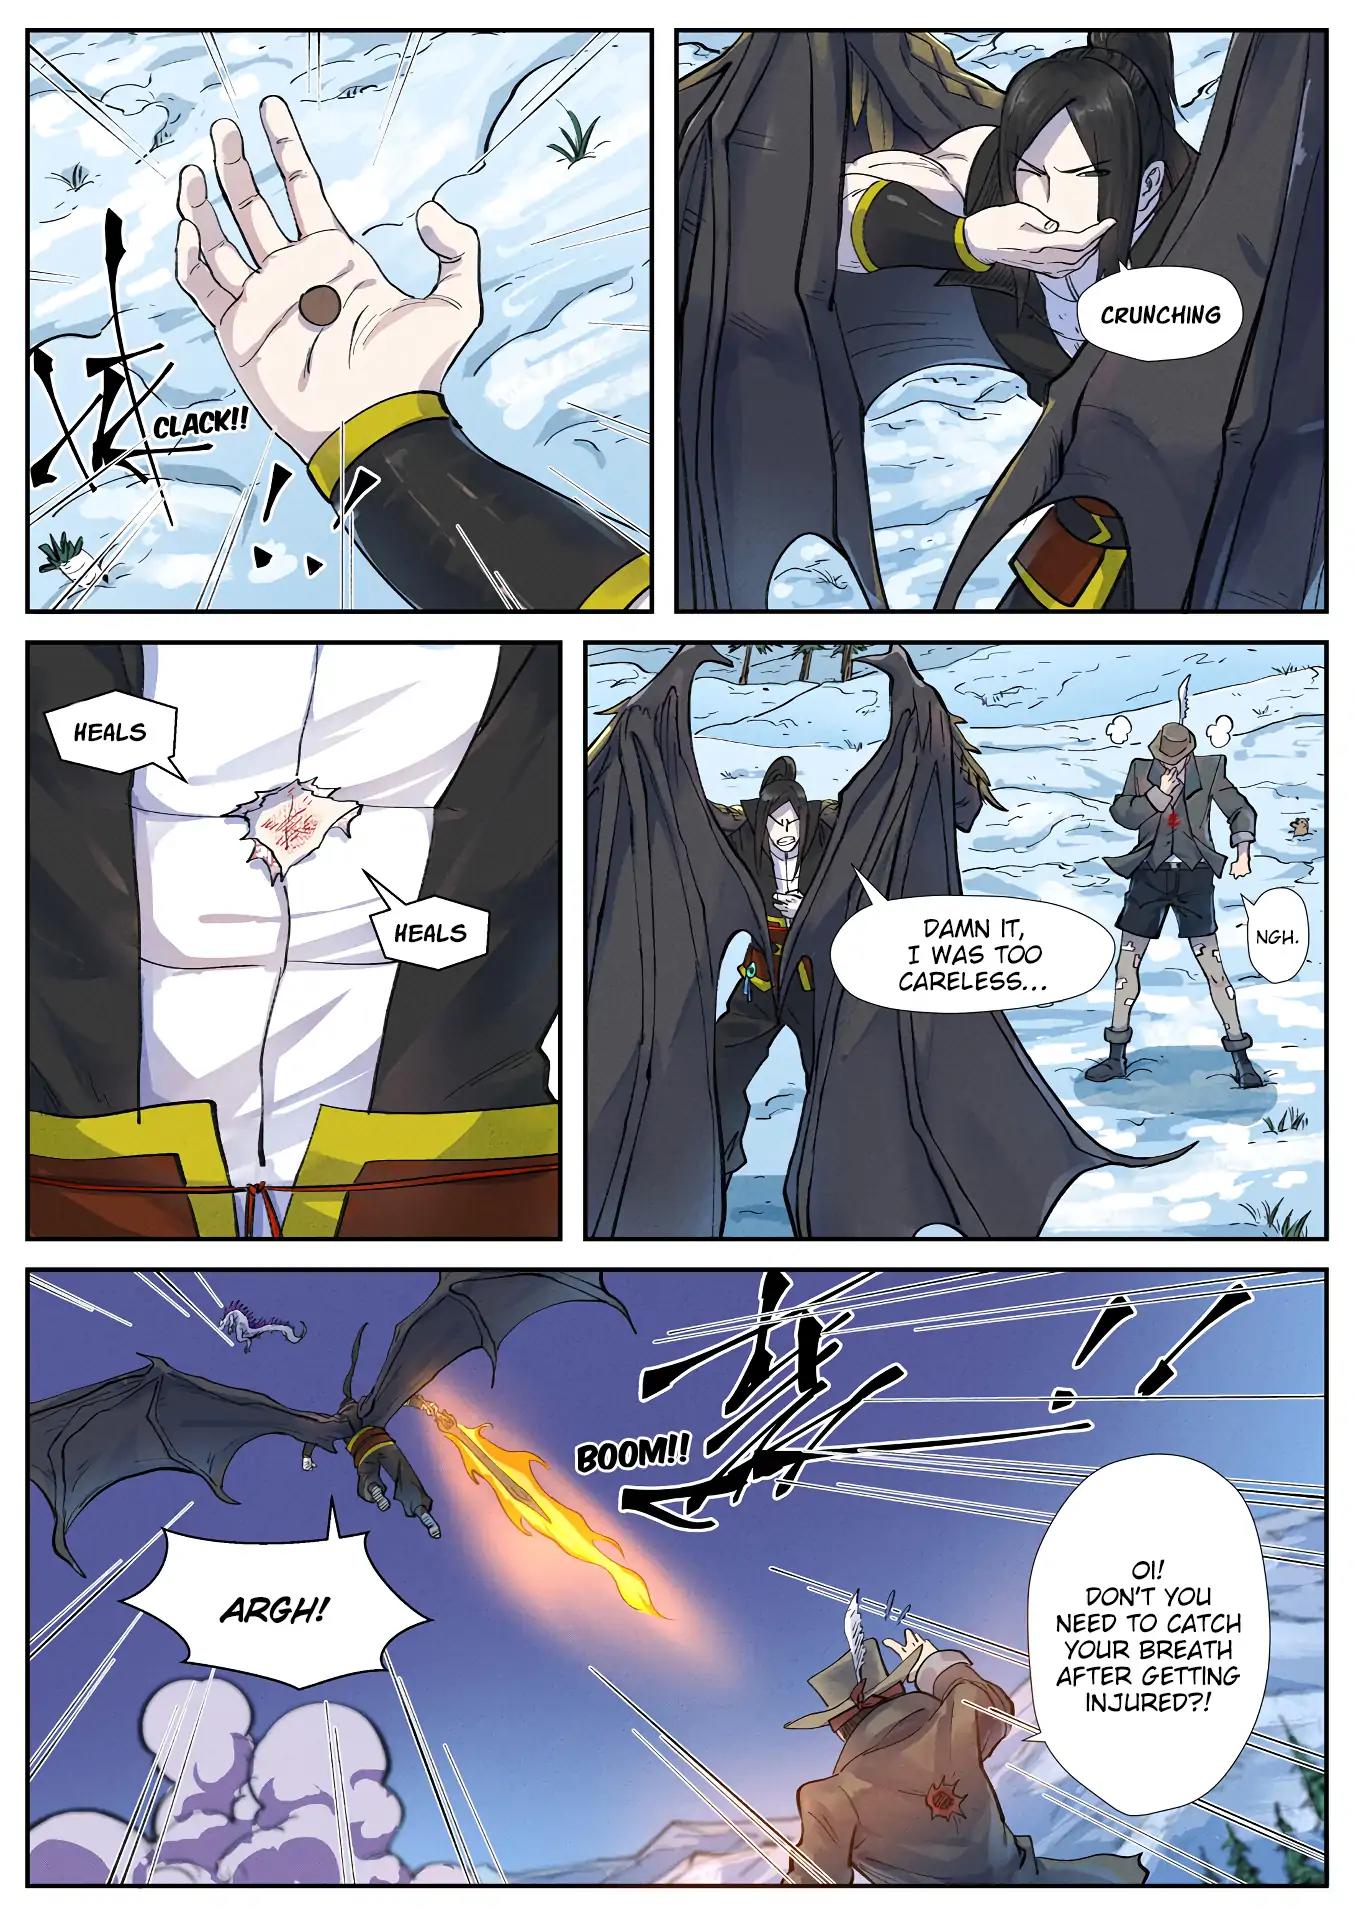 CLACK!!
CRUNCHING
HEALS
HEALS
DAMN IT,
I WAS TOO
CARELESS...
NGH.
BOOM!!
ARGH!
OI!
DON'T YOU
NEED TO CATCH
YOUR BREATH
AFTER GETTING
INJURED?!